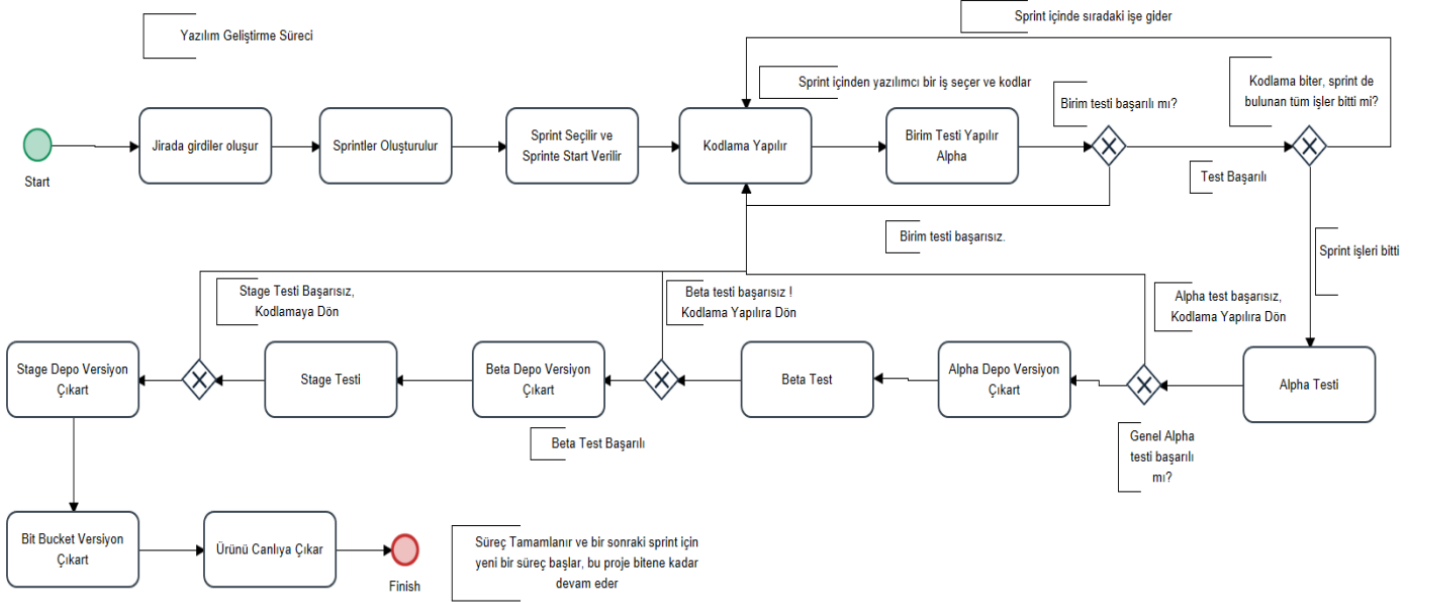 Sprint içinde sıradaki işe gider
Yazılım Geliştirme Süreci
Sprint içinden yazılımcı bir iş seçer ve kodlar
Birim testi başarılı mı?
Kodlama biter, sprint de
bulunan tüm işler bitti mi?
Start
Jirada girdiler oluşur
Sprintler Oluşturulur
Sprint Seçilir ve
Sprinte Start Verilir
Kodlama Yapılır
Birim Testi Yapılır
Alpha
Test Başarılı
Birim testi başarısız.
Sprint işleri bitti
Stage Testi Başarısız,
Kodlamaya Dön
Beta testi başarısız !
Kodlama Yapılıra Dön
Alpha test başarısız,
Kodlama Yapılıra Dön
Stage Depo Versiyon
Çıkart
Stage Testi
Beta Depo Versiyon
Çıkart
Beta Test
Alpha Depo Versiyon
Çıkart
Alpha Testi
Beta Test Başarılı
Genel Alpha
testi başarılı
mı?
Bit Bucket Versiyon
Çıkart
Ürünü Canlıya Çıkar
Finish
Süreç Tamamlanır ve bir sonraki sprint için
yeni bir süreç başlar, bu proje bitene kadar
devam eder